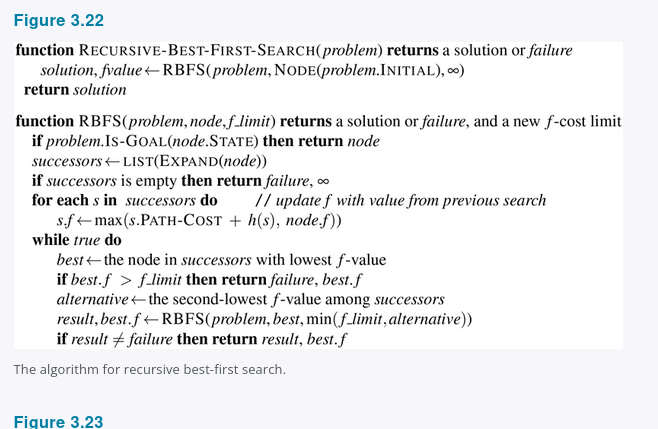 Figure 3.22
function RECURSIVE-BEST-FIRST-SEARCH(problem) returns a solution or failure
solution, fvalue ← RBFS(problem, NODE(problem.INITIAL), ∞)
return solution
function RBFS(problem, node, f_limit) returns a solution or failure, and a new f-cost limit
if problem.IS-GOAL(node.STATE) then return node
successors ← LIST(EXPAND(node))
if successors is empty then return failure, ∞
for each s in successors do // update f with value from previous search
s.f ← max(s.PATH-COST + h(s), node.f))
while true do
best ← the node in successors with lowest f-value
if best.f > f_limit then return failure, best.f
alternative ← the second-lowest f-value among successors
result, best.f ← RBFS(problem, best, min(f_limit, alternative))
if result ≠ failure then return result, best.f
The algorithm for recursive best-first search.
Figure 3.23